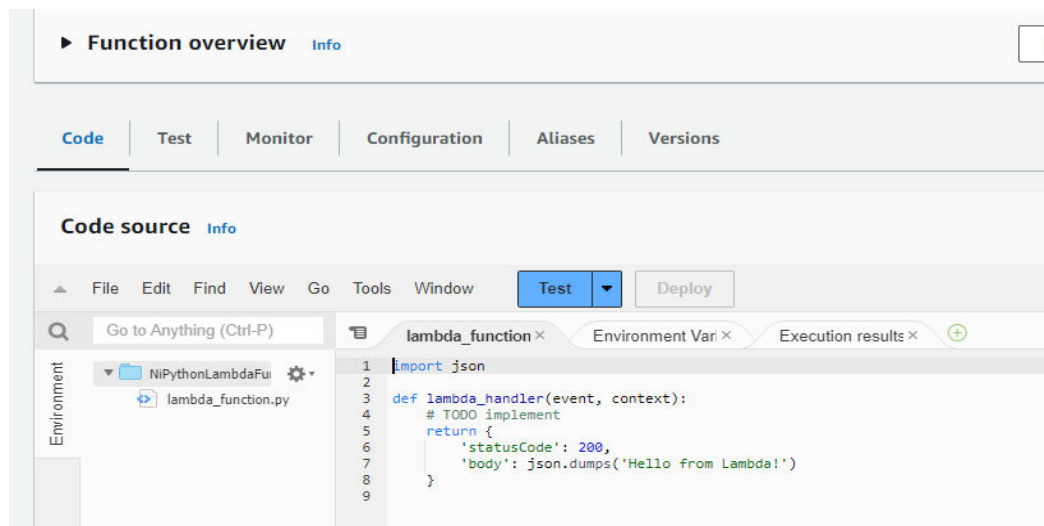 Function overview Info
Code Test Monitor Configuration Aliases Versions
Code source Info
File Edit Find View Go Tools Window Test Deploy
Go to Anything (Ctrl-P)
lambda_function Environment Vari Execution results
Environment
NiPythonLambdaFu
lambda_function.py
1 import json
2
3 def lambda_handler(event, context):
4 # TODO implement
5 return {
6 'statusCode': 200,
7 'body': json.dumps('Hello from Lambda!')
8 }
9